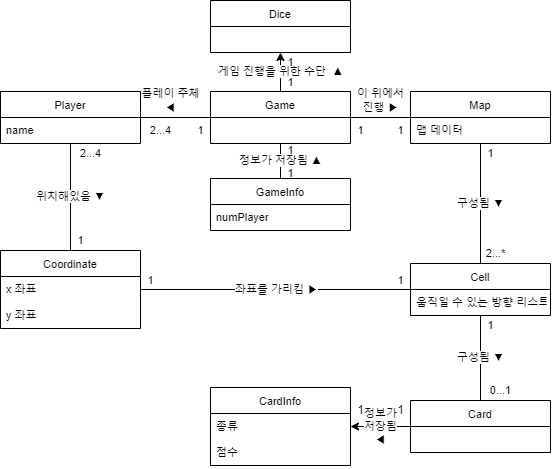 Dice
1
게임 진행을 위한 수단 ▲
1
Player
name
플레이 주체
◀
2...4
1
Game
이 위에서
진행 ▶
1
1
Map
맵 데이터
1
정보가 저장됨 ▲
1
GameInfo
numPlayer
2...4
위치해있음 ▼
1
1
구성됨 ▼
2...*
Coordinate
x 좌표
y 좌표
1
좌표를 가리킴 ▶
1
Cell
움직일 수 있는 방향 리스트
1
구성됨 ▼
0...1
CardInfo
종류
점수
1
정보가
저장됨
◀
1
Card